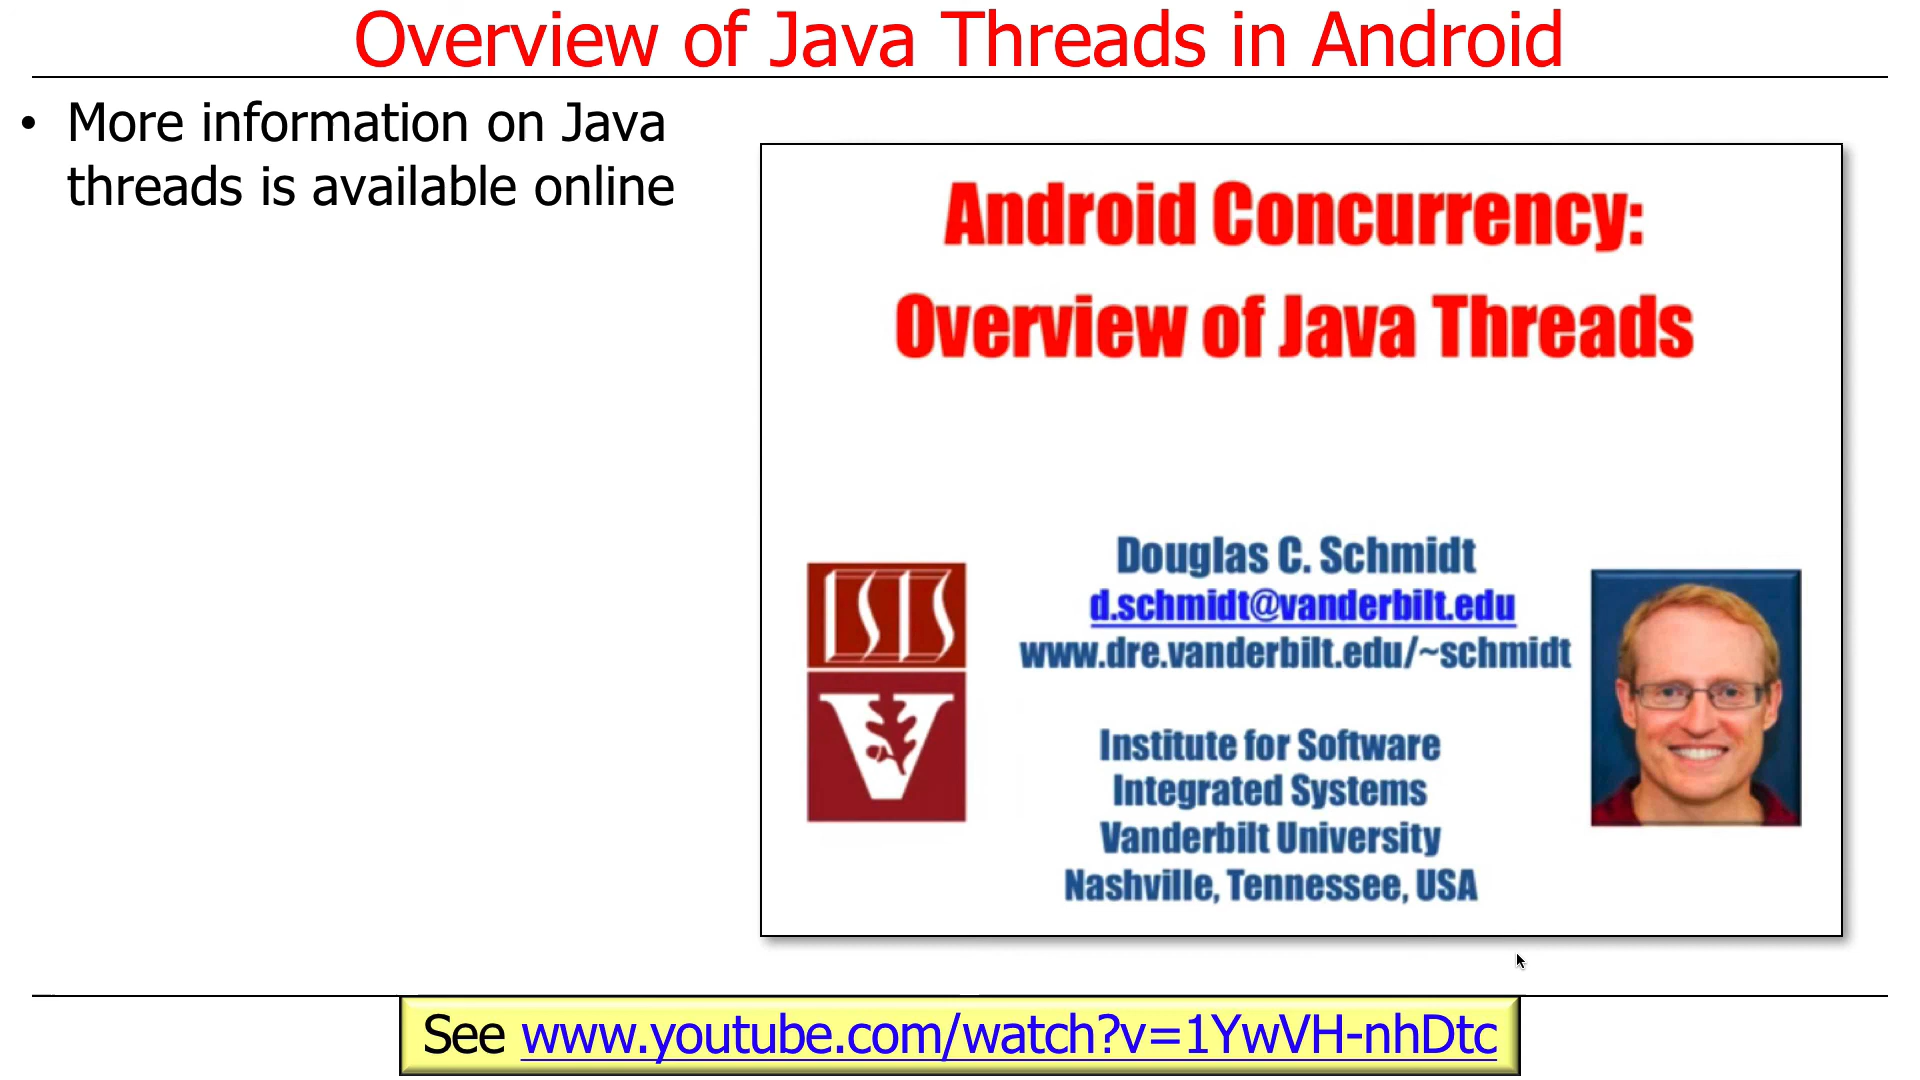 Overview of Java Threads in Android
• More information on Java
threads is available online
Android Concurrency:
Overview of Java Threads
Douglas C. Schmidt
d.schmidt@vanderbilt.edu
www.dre.vanderbilt.edu/~schmidt
ISIS
V
Institute for Software
Integrated Systems
Vanderbilt University
Nashville, Tennessee, USA
See www.youtube.com/watch?v=1YwVH-nhDtc